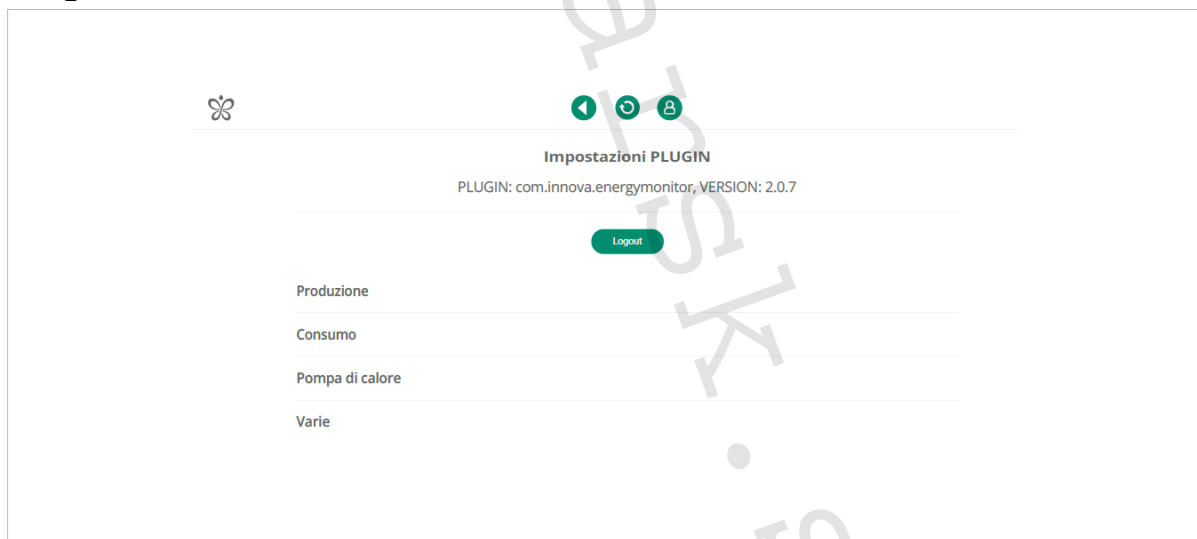 Impostazioni PLUGIN
PLUGIN: com.innova.energymonitor, VERSION: 2.0.7
Logout
Produzione
Consumo
Pompa di calore
Varie